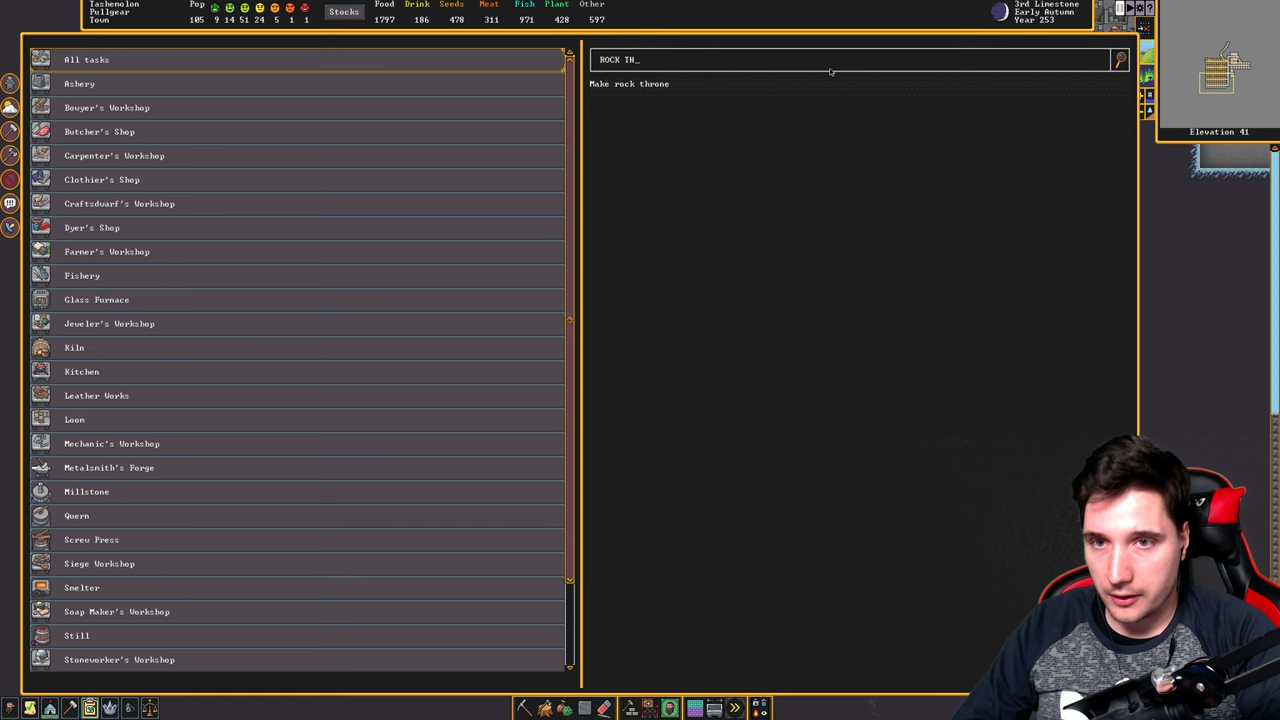 Tashemolon Pop Food Drink Seeds Meat Fish Plant Other 3rd Limestone
Pullgear Stocks Early Autumn
Town 105 9 14 51 24 5 1 1 1797 186 478 311 971 428 597 Year 253
Elevation 41
All tasks
Ashery
Bowyer's Workshop
Butcher's Shop
Carpenter's Workshop
Clothier's Shop
Craftsdwarf's Workshop
Dyer's Shop
Farmer's Workshop
Fishery
Glass Furnace
Jeweler's Workshop
Kiln
Kitchen
Leather Works
Loom
Mechanic's Workshop
Metalsmith's Forge
Millstone
Quern
Screw Press
Siege Workshop
Smelter
Soap Maker's Workshop
Still
Stoneworker's Workshop
ROCK TH_
Make rock throne